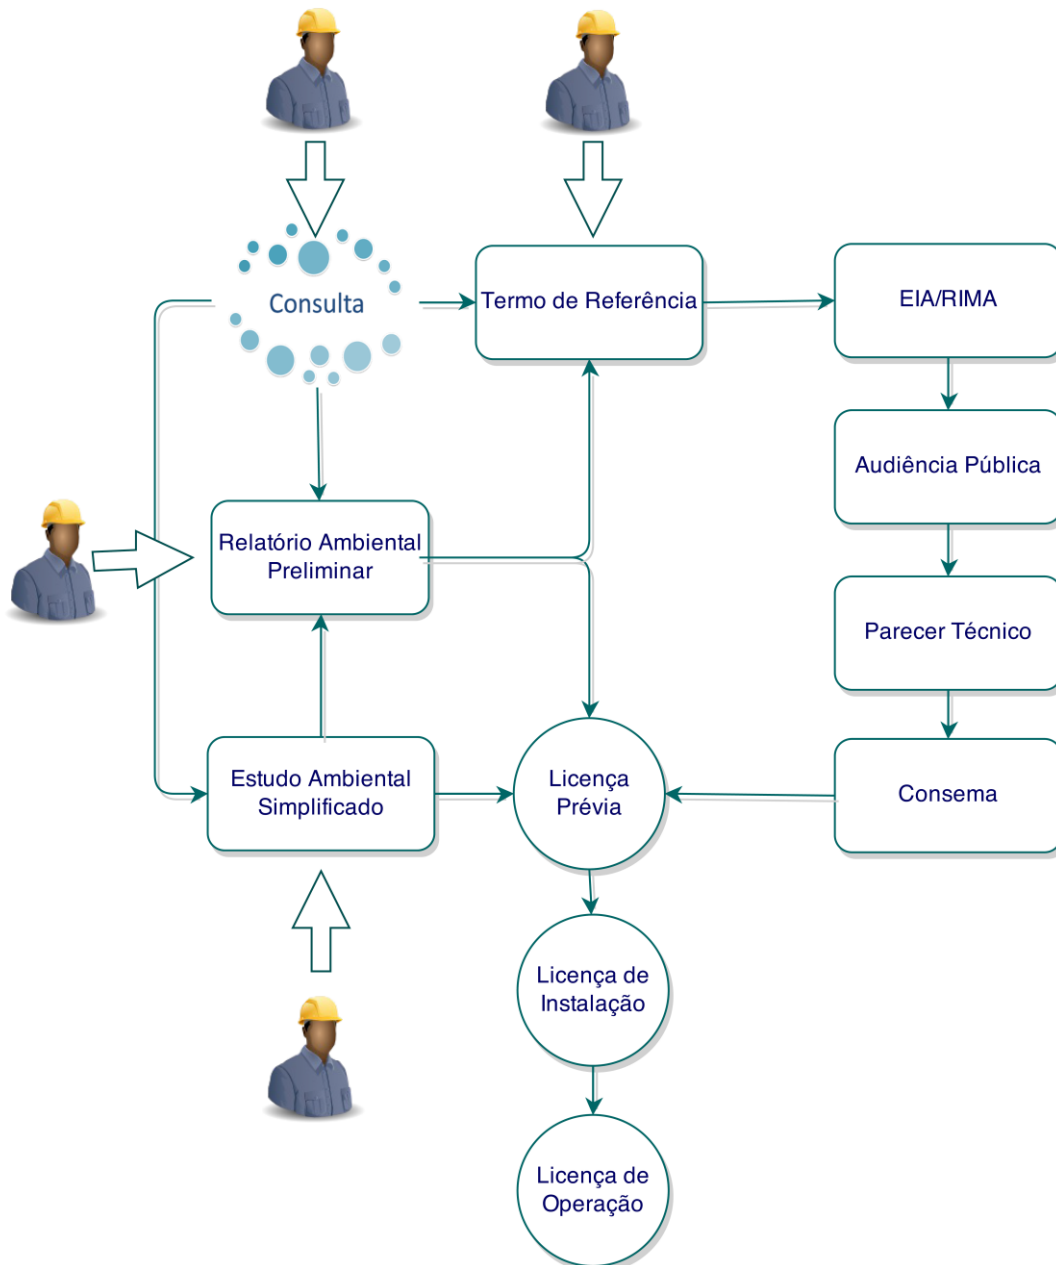 Consulta
Termo de Referência
EIA/RIMA
Audiência Pública
Relatório Ambiental
Preliminar
Parecer Técnico
Estudo Ambiental
Simplificado
Licença
Prévia
Consema
Licença de
Instalação
Licença de
Operação